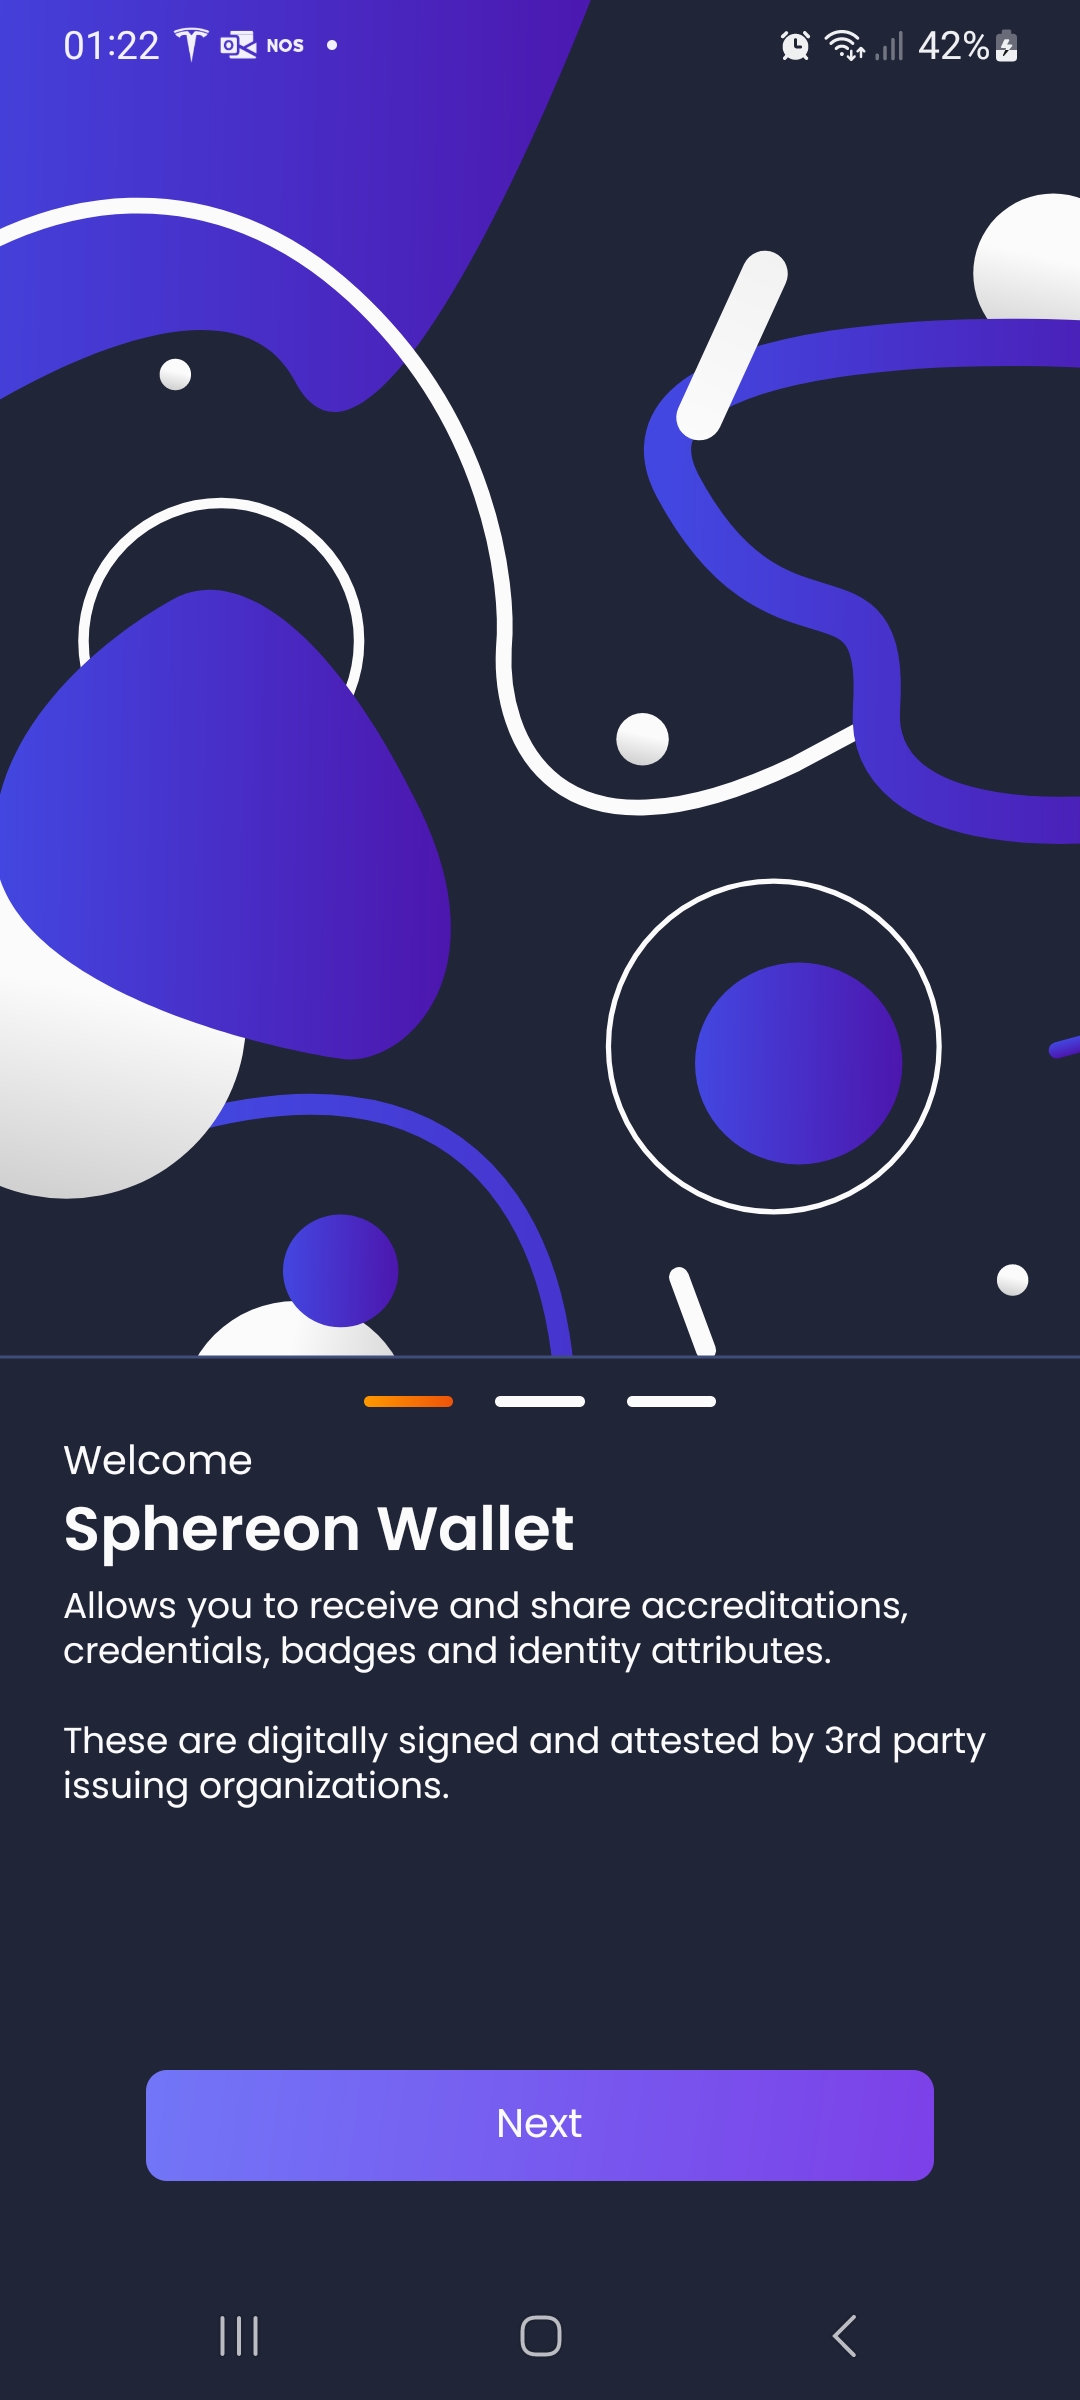 01:22 NOS 42%
Welcome
Sphereon Wallet
Allows you to receive and share accreditations,
credentials, badges and identity attributes.
These are digitally signed and attested by 3rd party
issuing organizations.
Next